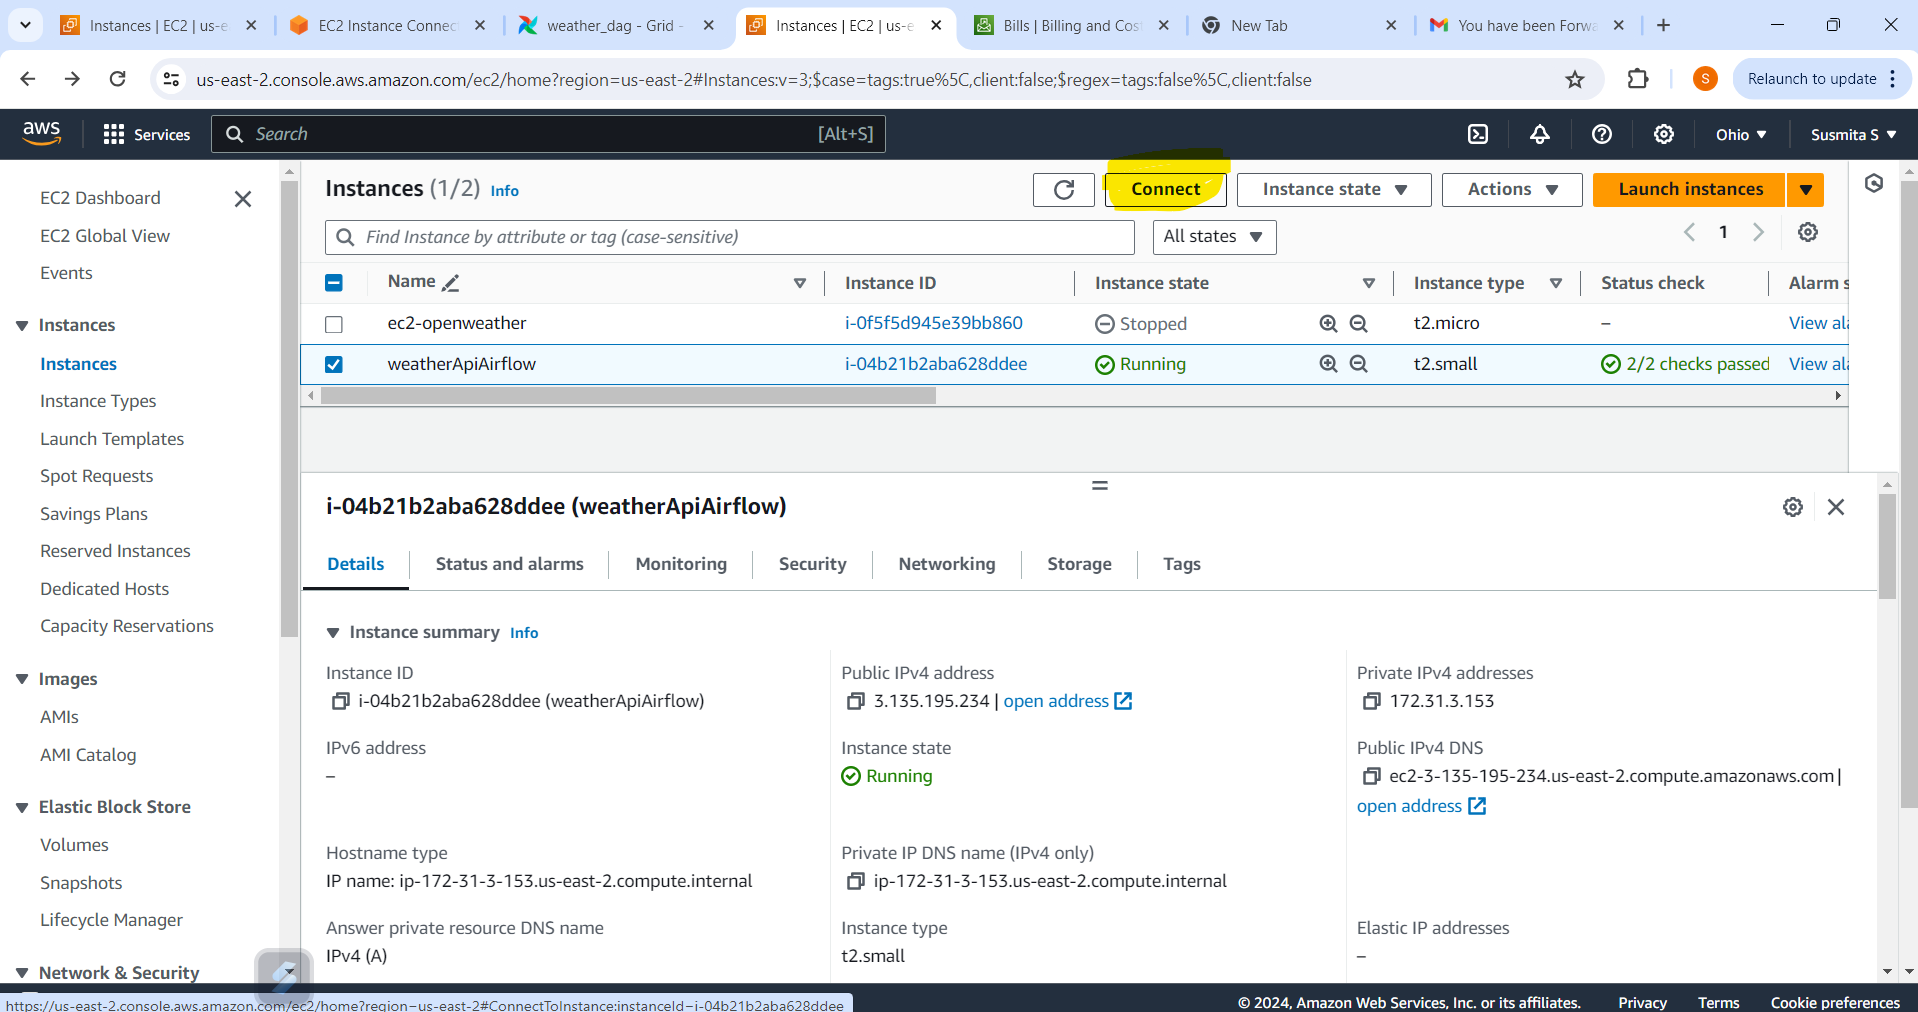 Instances | EC2 | us-e
EC2 Instance Connec
weather_dag - Grid -
Instances | EC2 | us-e
Bills | Billing and Cos
New Tab
You have been Forwa
us-east-2.console.aws.amazon.com/ec2/home?region=us-east-2#Instances:v=3;$case=tags:true%5C,client:false;$regex=tags:false%5C,client:false
S
Relaunch to update
aws
Services
Search
[Alt+S]
Ohio
Susmita S
EC2 Dashboard
EC2 Global View
Events
Instances
Instances
Instance Types
Launch Templates
Spot Requests
Savings Plans
Reserved Instances
Dedicated Hosts
Capacity Reservations
Images
AMIs
AMI Catalog
Elastic Block Store
Volumes
Snapshots
Lifecycle Manager
Network & Security
Instances (1/2) Info
Connect
Instance state
Actions
Launch instances
Find Instance by attribute or tag (case-sensitive)
All states
1
Name Instance ID Instance state Instance type Status check Alarm s
ec2-openweather i-0f5f5d945e39bb860 Stopped t2.micro – View ala
weatherApiAirflow i-04b21b2aba628ddee Running t2.small 2/2 checks passed View ala
i-04b21b2aba628ddee (weatherApiAirflow)
Details Status and alarms Monitoring Security Networking Storage Tags
Instance summary Info
Instance ID
i-04b21b2aba628ddee (weatherApiAirflow)
Public IPv4 address
3.135.195.234 | open address
Private IPv4 addresses
172.31.3.153
IPv6 address
–
Instance state
Running
Public IPv4 DNS
ec2-3-135-195-234.us-east-2.compute.amazonaws.com |
open address
Hostname type
IP name: ip-172-31-3-153.us-east-2.compute.internal
Private IP DNS name (IPv4 only)
ip-172-31-3-153.us-east-2.compute.internal
Answer private resource DNS name
IPv4 (A)
Instance type
t2.small
Elastic IP addresses
–
https://us-east-2.console.aws.amazon.com/ec2/home?region=us-east-2#ConnectToInstance:instanceId=i-04b21b2aba628ddee
© 2024, Amazon Web Services, Inc. or its affiliates.
Privacy
Terms
Cookie preferences